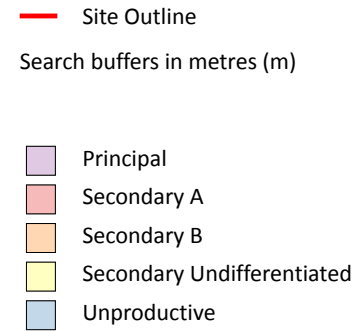 Site Outline
Search buffers in metres (m)
Principal
Secondary A
Secondary B
Secondary Undifferentiated
Unproductive